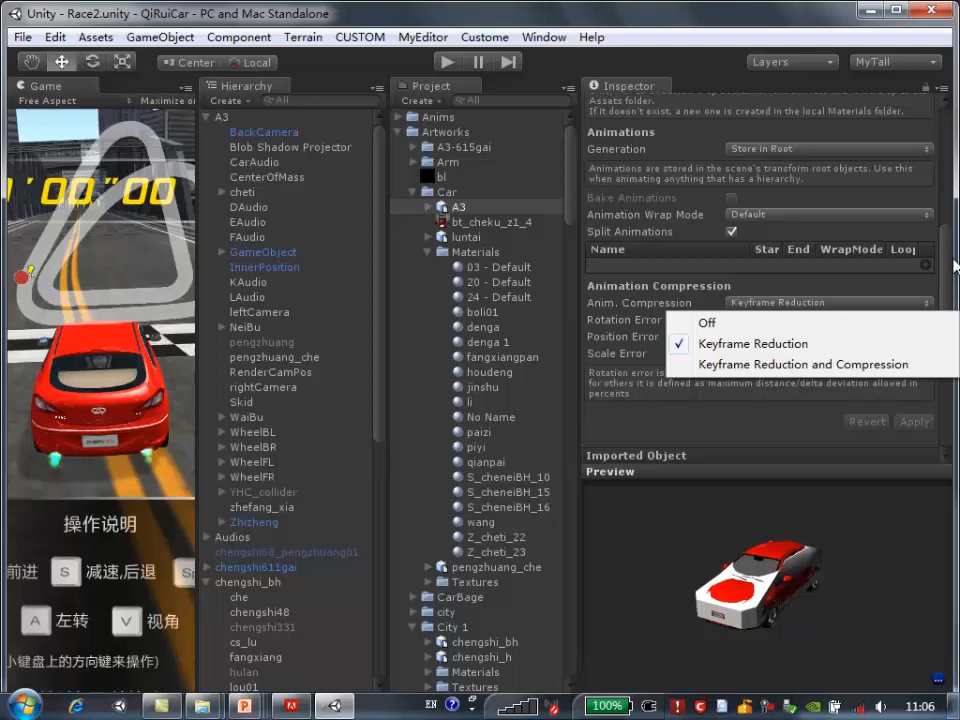 Unity - Race2.unity - QiRuiCar - PC and Mac Standalone
File Edit Assets GameObject Component Terrain CUSTOM MyEditor Custome Window Help
Center Local Layers MyTall
Game
Free Aspect Maximize o
1'00."00"
操作说明
前进 S 减速,后退 Sp
A 左转 V 视角
小键盘上的方向键来操作)
Hierarchy
Create All
A3
BackCamera
Blob Shadow Projector
CarAudio
CenterOfMass
cheti
DAudio
EAudio
FAudio
GameObject
InnerPosition
KAudio
LAudio
leftCamera
NeiBu
pengzhuang
pengzhuang_che
RenderCamPos
rightCamera
Skid
WaiBu
WheelBL
WheelBR
WheelFL
WheelFR
YHC_collider
zhefang_xia
Zhizheng
Audios
chengshi68_pengzhuang01
chengshi611gai
chengshi_bh
che
chengshi48
chengshi331
cs_lu
fangxiang
hulan
lou01
Project
Create All
Anims
Artworks
A3-615gai
Arm
bl
Car
A3
bt_cheku_z1_4
luntai
Materials
03 - Default
20 - Default
24 - Default
boli01
denga
denga 1
fangxiangpan
houdeng
jinshu
li
No Name
paizi
piyi
qianpai
S_cheneiBH_10
S_cheneiBH_15
S_cheneiBH_16
wang
Z_cheti_22
Z_cheti_23
pengzhuang_che
Textures
CarBage
city
City 1
chengshi_bh
chengshi_h
Materials
Textures
Inspector
Assets folder.
If it doesn't exist, a new one is created in the local Materials folder.
Animations
Generation Store in Root
Animations are stored in the scene's transform root objects. Use this
when animating anything that has a hierarchy.
Bake Animations
Animation Wrap Mode Default
Split Animations
Name Star End WrapMode Loop
Animation Compression
Anim. Compression Keyframe Reduction
Rotation Error
Position Error
Scale Error
Off
Keyframe Reduction
Keyframe Reduction and Compression
Rotation error is
for others it is defined as maximum distance/delta deviation allowed in
percents
Revert Apply
Imported Object
Preview
EN 100% 11:06